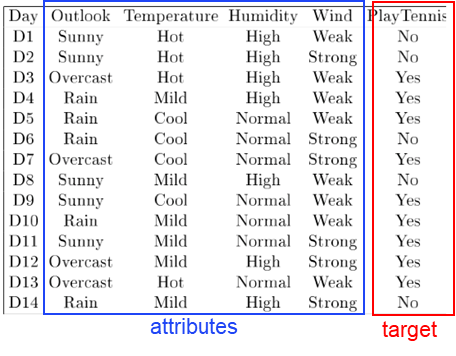 Day Outlook Temperature Humidity Wind PlayTennis
D1 Sunny Hot High Weak No
D2 Sunny Hot High Strong No
D3 Overcast Hot High Weak Yes
D4 Rain Mild High Weak Yes
D5 Rain Cool Normal Weak Yes
D6 Rain Cool Normal Strong No
D7 Overcast Cool Normal Strong Yes
D8 Sunny Mild High Weak No
D9 Sunny Cool Normal Weak Yes
D10 Rain Mild Normal Weak Yes
D11 Sunny Mild Normal Strong Yes
D12 Overcast Mild High Strong Yes
D13 Overcast Hot Normal Weak Yes
D14 Rain Mild High Strong No
attributes target